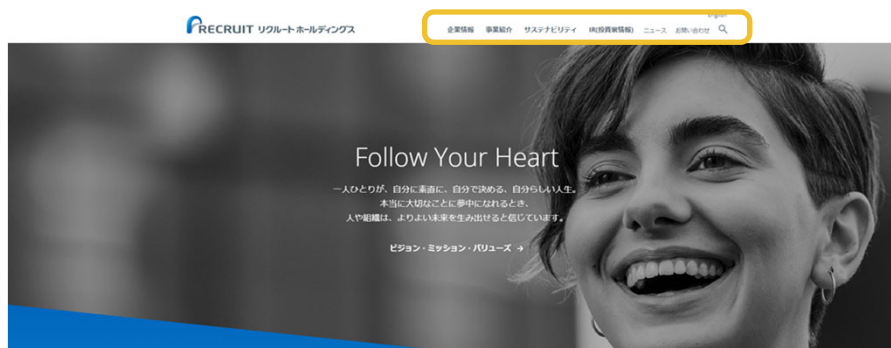 English
RECRUIT リクルートホールディングス
企業情報 事業紹介 サステナビリティ IR(投資家情報) ニュース お問い合わせ
Follow Your Heart
一人ひとりが、自分に素直に、自分で決める、自分らしい人生。
本当に大切なことに夢中になれるとき、
人や組織は、よりよい未来を生み出せると信じています。
ビジョン・ミッション・バリューズ →